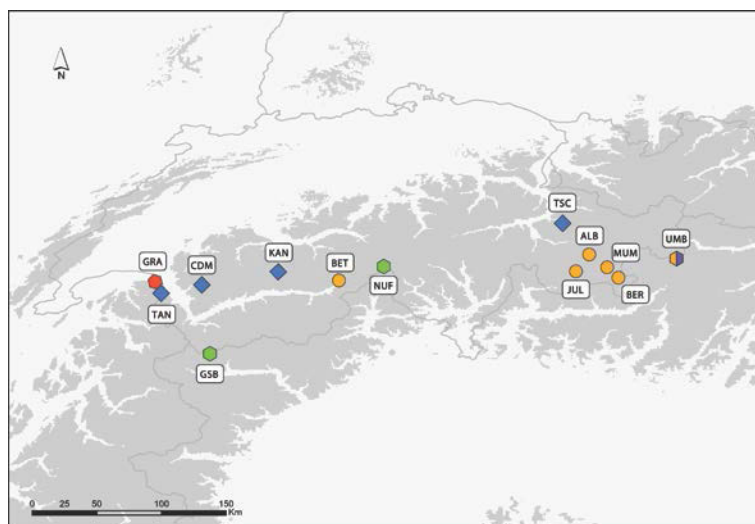 N
TSC
ALB
MUM
UMB
GRA
CDM
KAN
BET
NUF
JUL
BER
TAN
GSB
0 25 50 100 150
Km